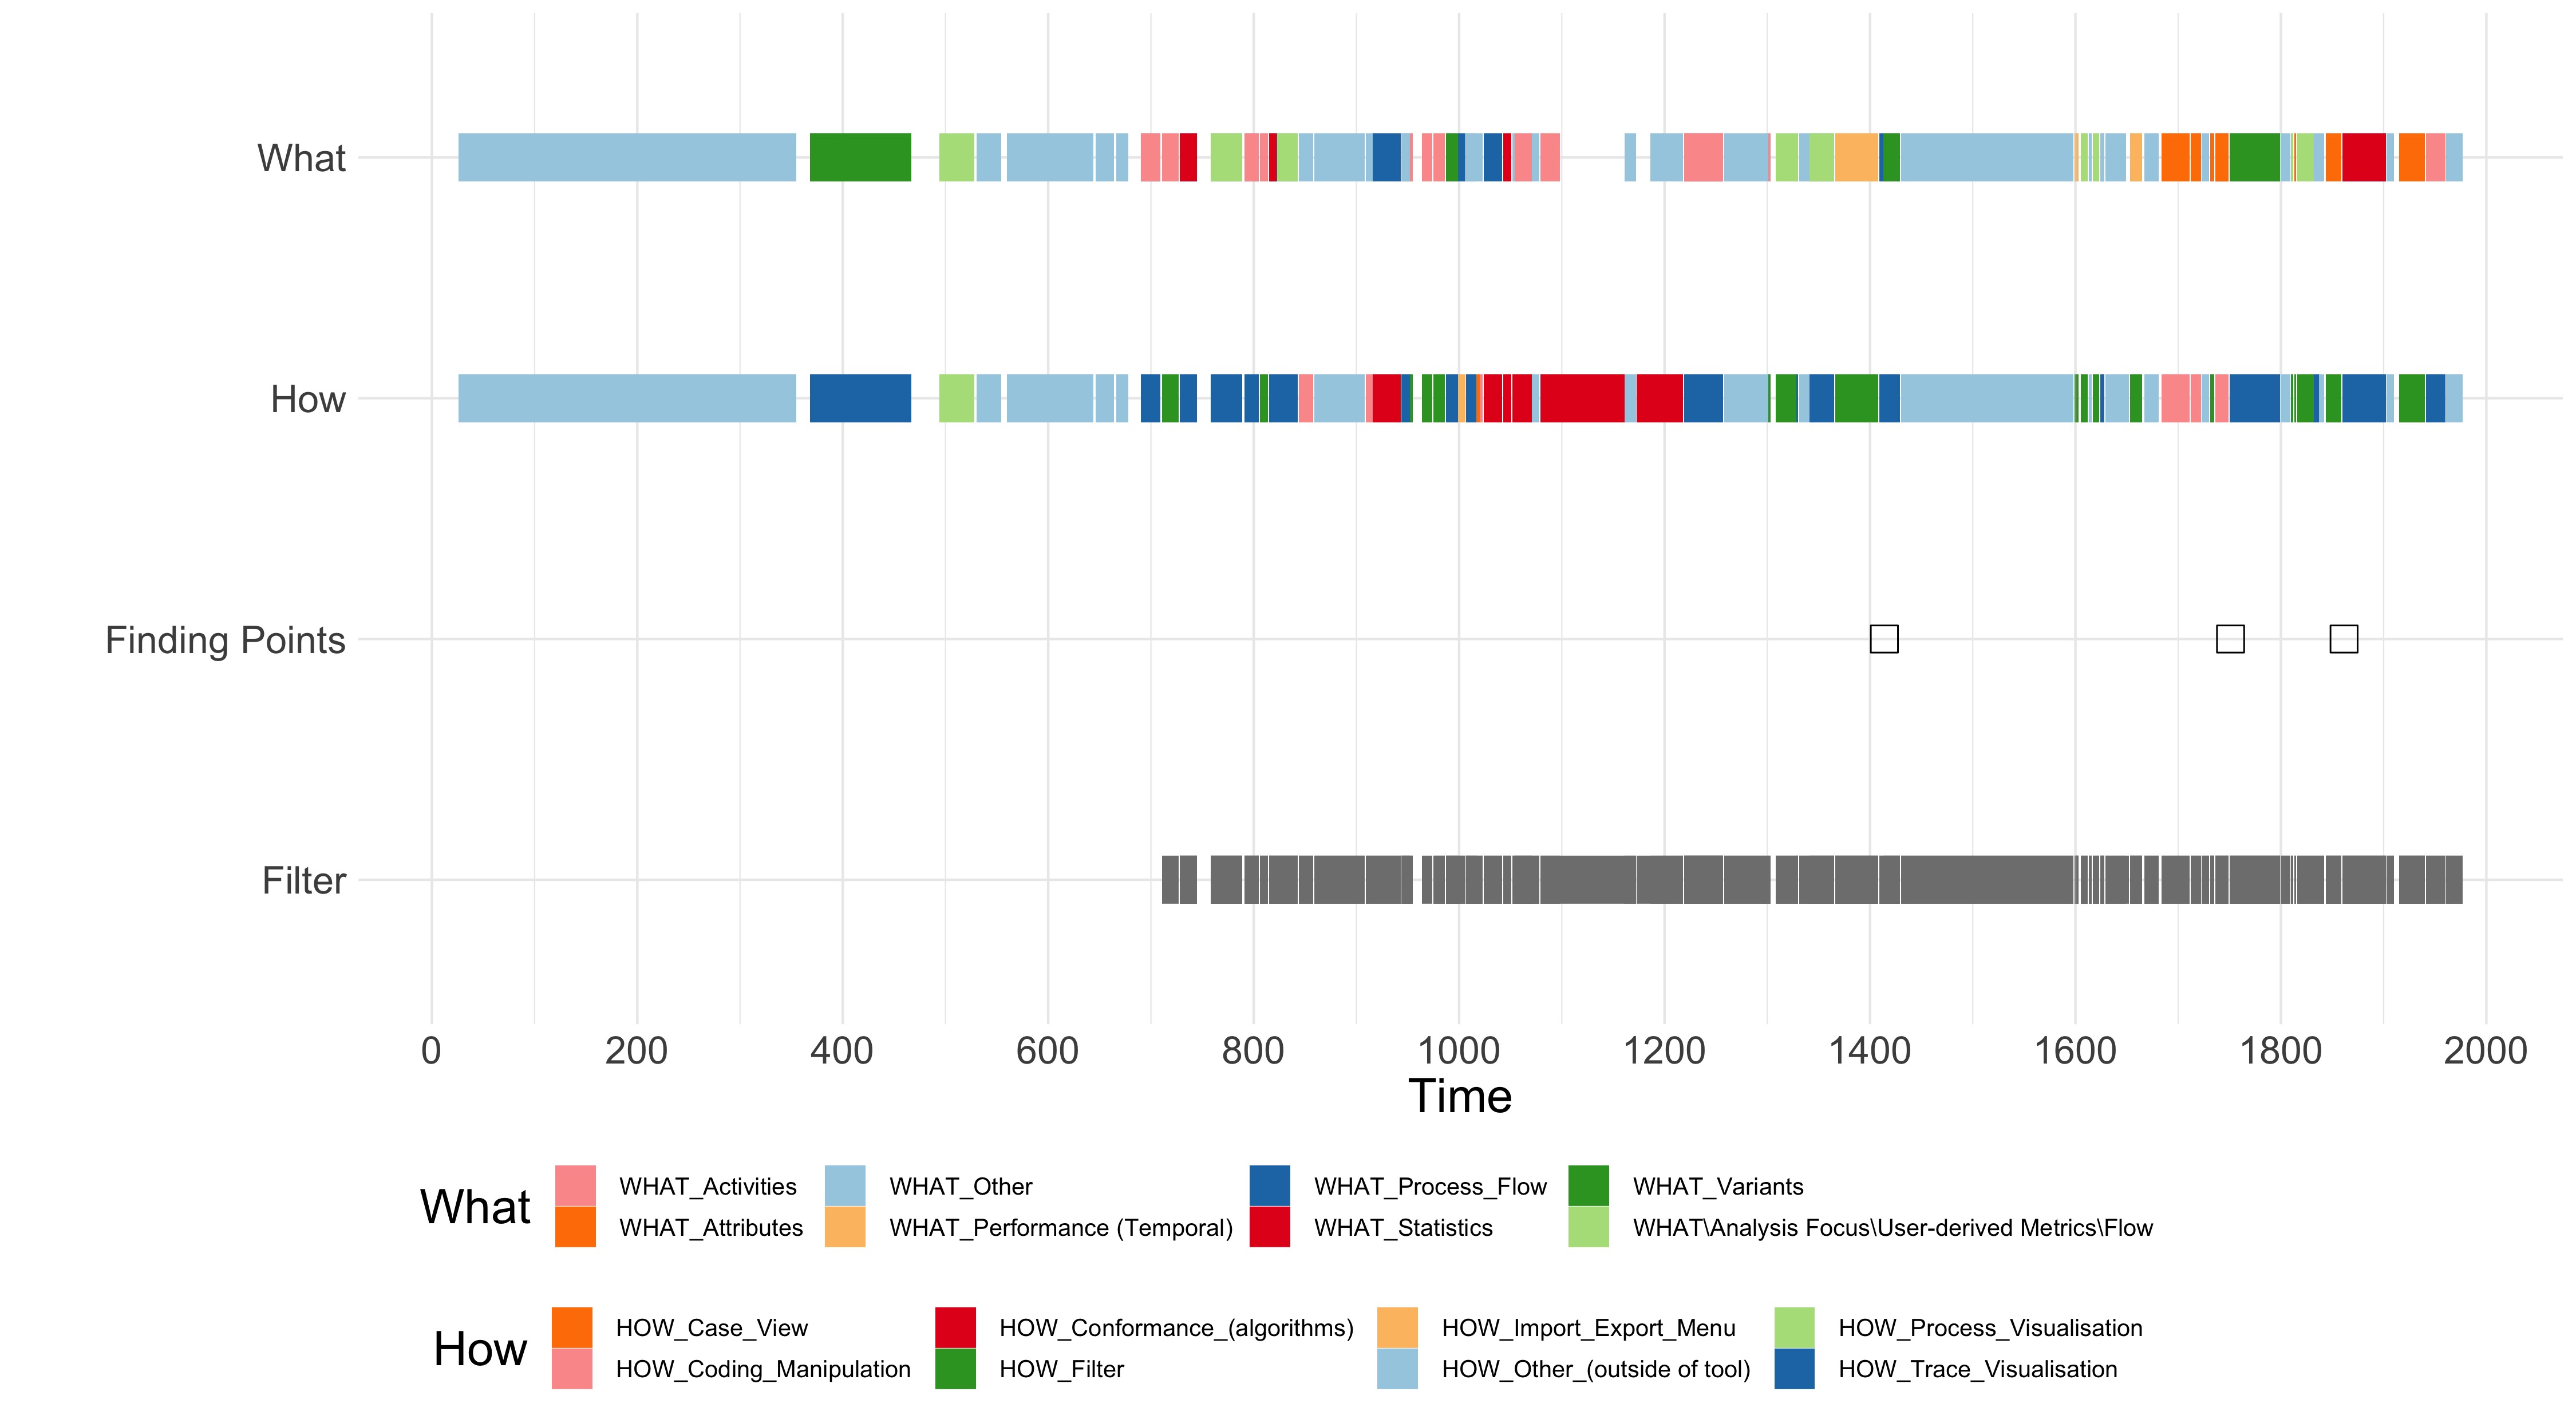 What
How
Finding Points
Filter
0 200 400 600 800 1000 1200 1400 1600 1800 2000
Time
What
WHAT_Activities WHAT_Other WHAT_Process_Flow WHAT_Variants
WHAT_Attributes WHAT_Performance (Temporal) WHAT_Statistics WHAT\Analysis Focus\User-derived Metrics\Flow
How
HOW_Case_View HOW_Conformance_(algorithms) HOW_Import_Export_Menu HOW_Process_Visualisation
HOW_Coding_Manipulation HOW_Filter HOW_Other_(outside of tool) HOW_Trace_Visualisation